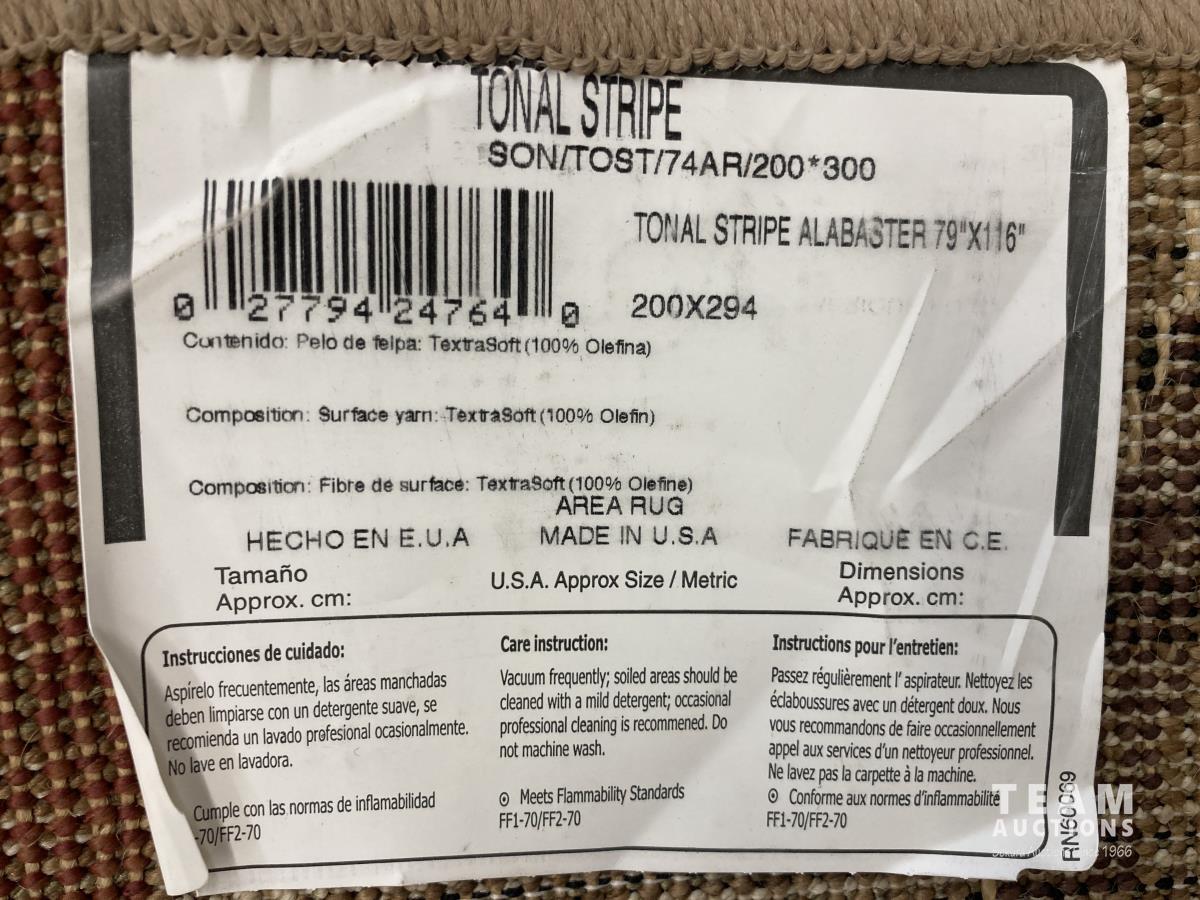 TONAL STRIPE
SON/TOST/74AR/200*300
TONAL STRIPE ALABASTER 79"X116"
0 27794 24764 0
200X294
Contenido: Pelo de felpa: TextraSoft(100% Olefina)
Composition: Surface yarn: TextraSoft(100% Olefin)
Composition: Fibre de surface: TextraSoft(100% Olefine)
AREA RUG
HECHO EN E.U.A
MADE IN U.S.A
FABRIQUE EN C.E.
Tamaño
Approx. cm:
U.S.A. Approx Size / Metric
Dimensions
Approx. cm:
Instrucciones de cuidado:
Aspírelo frecuentemente, las áreas manchadas
deben limpiarse con un detergente suave, se
recomienda un lavado profesional ocasionalmente.
No lave en lavadora.
Cumple con las normas de inflamabilidad
-70/FF2-70
Care instruction:
Vacuum frequently; soiled areas should be
cleaned with a mild detergent; occasional
professional cleaning is recommened. Do
not machine wash.
Meets Flammability Standards
FF1-70/FF2-70
Instructions pour l'entretien:
Passez régulièrement l' aspirateur. Nettoyez les
éclaboussures avec un détergent doux. Nous
vous recommandons de faire occasionnellement
appel aux services d'un nettoyeur professionnel.
Ne lavez pas la carpette à la machine.
Conforme aux normes d'inflammabilité
FF1-70/FF2-70
RN60069
TEAM
AUCTIONS
1966